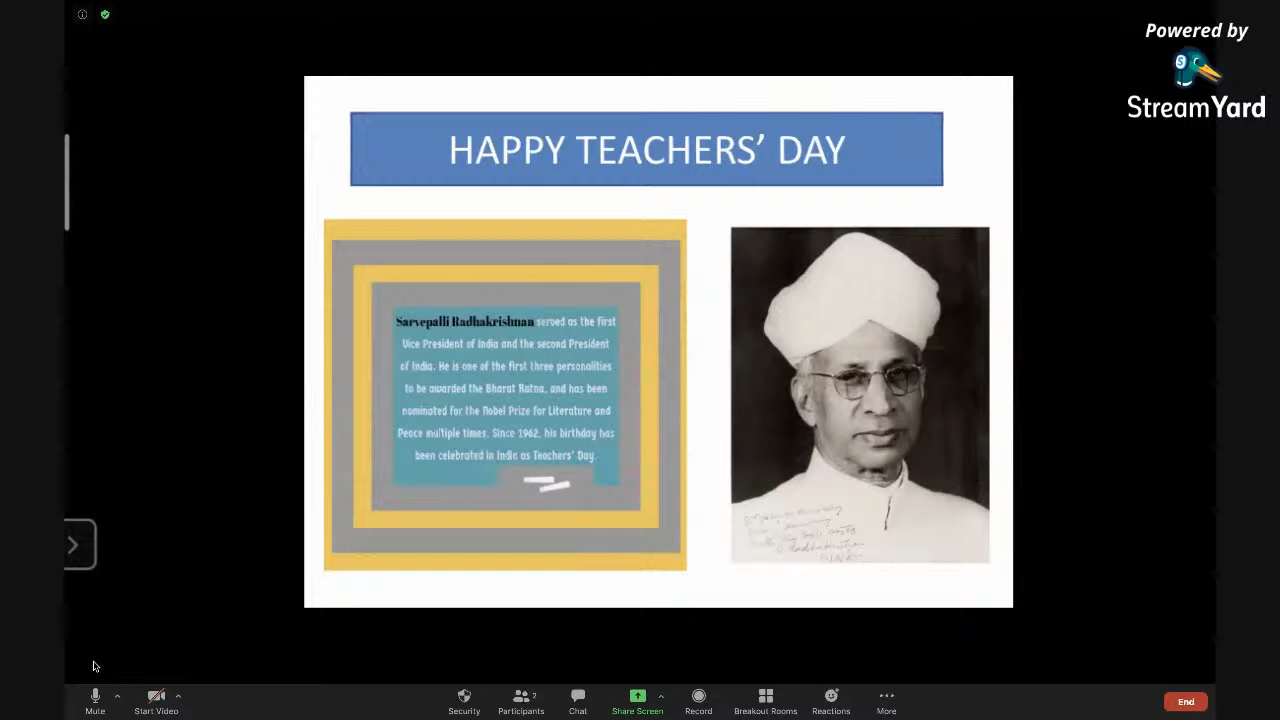 Powered by
StreamYard
HAPPY TEACHERS’ DAY
Sarvepalli Radhakrishnan served as the first
Vice President of India and the second President
of India. He is one of the first three personalities
to be awarded the Bharat Ratna, and has been
nominated for the Nobel Prize for Literature and
Peace multiple times. Since 1962, his birthday has
been celebrated in India as Teachers’ Day.
Radhakrishnan
Mute
Start Video
Security
Participants
2
Chat
Share Screen
Record
Breakout Rooms
Reactions
More
End